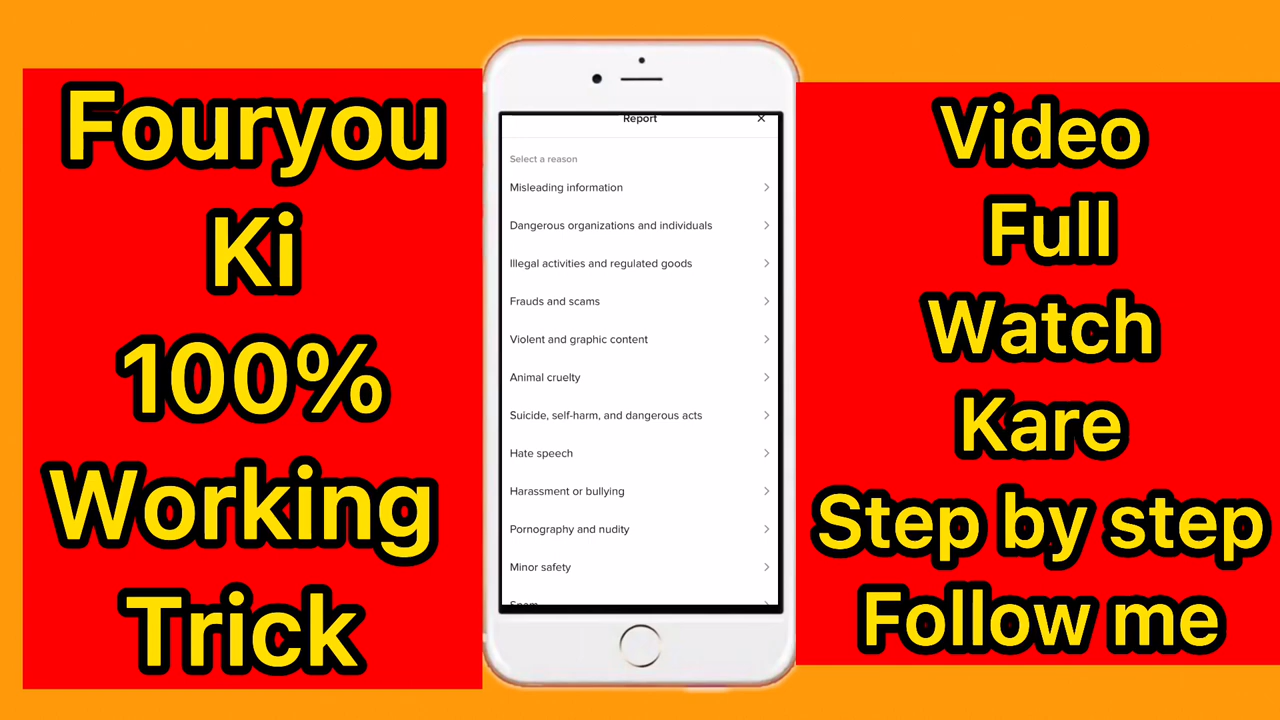 Fouryou
Ki
100%
Working
Trick
Report
Select a reason
Misleading information
Dangerous organizations and individuals
Illegal activities and regulated goods
Frauds and scams
Violent and graphic content
Animal cruelty
Suicide, self-harm, and dangerous acts
Hate speech
Harassment or bullying
Pornography and nudity
Minor safety
Spam
Video
Full
Watch
Kare
Step by step
Follow me